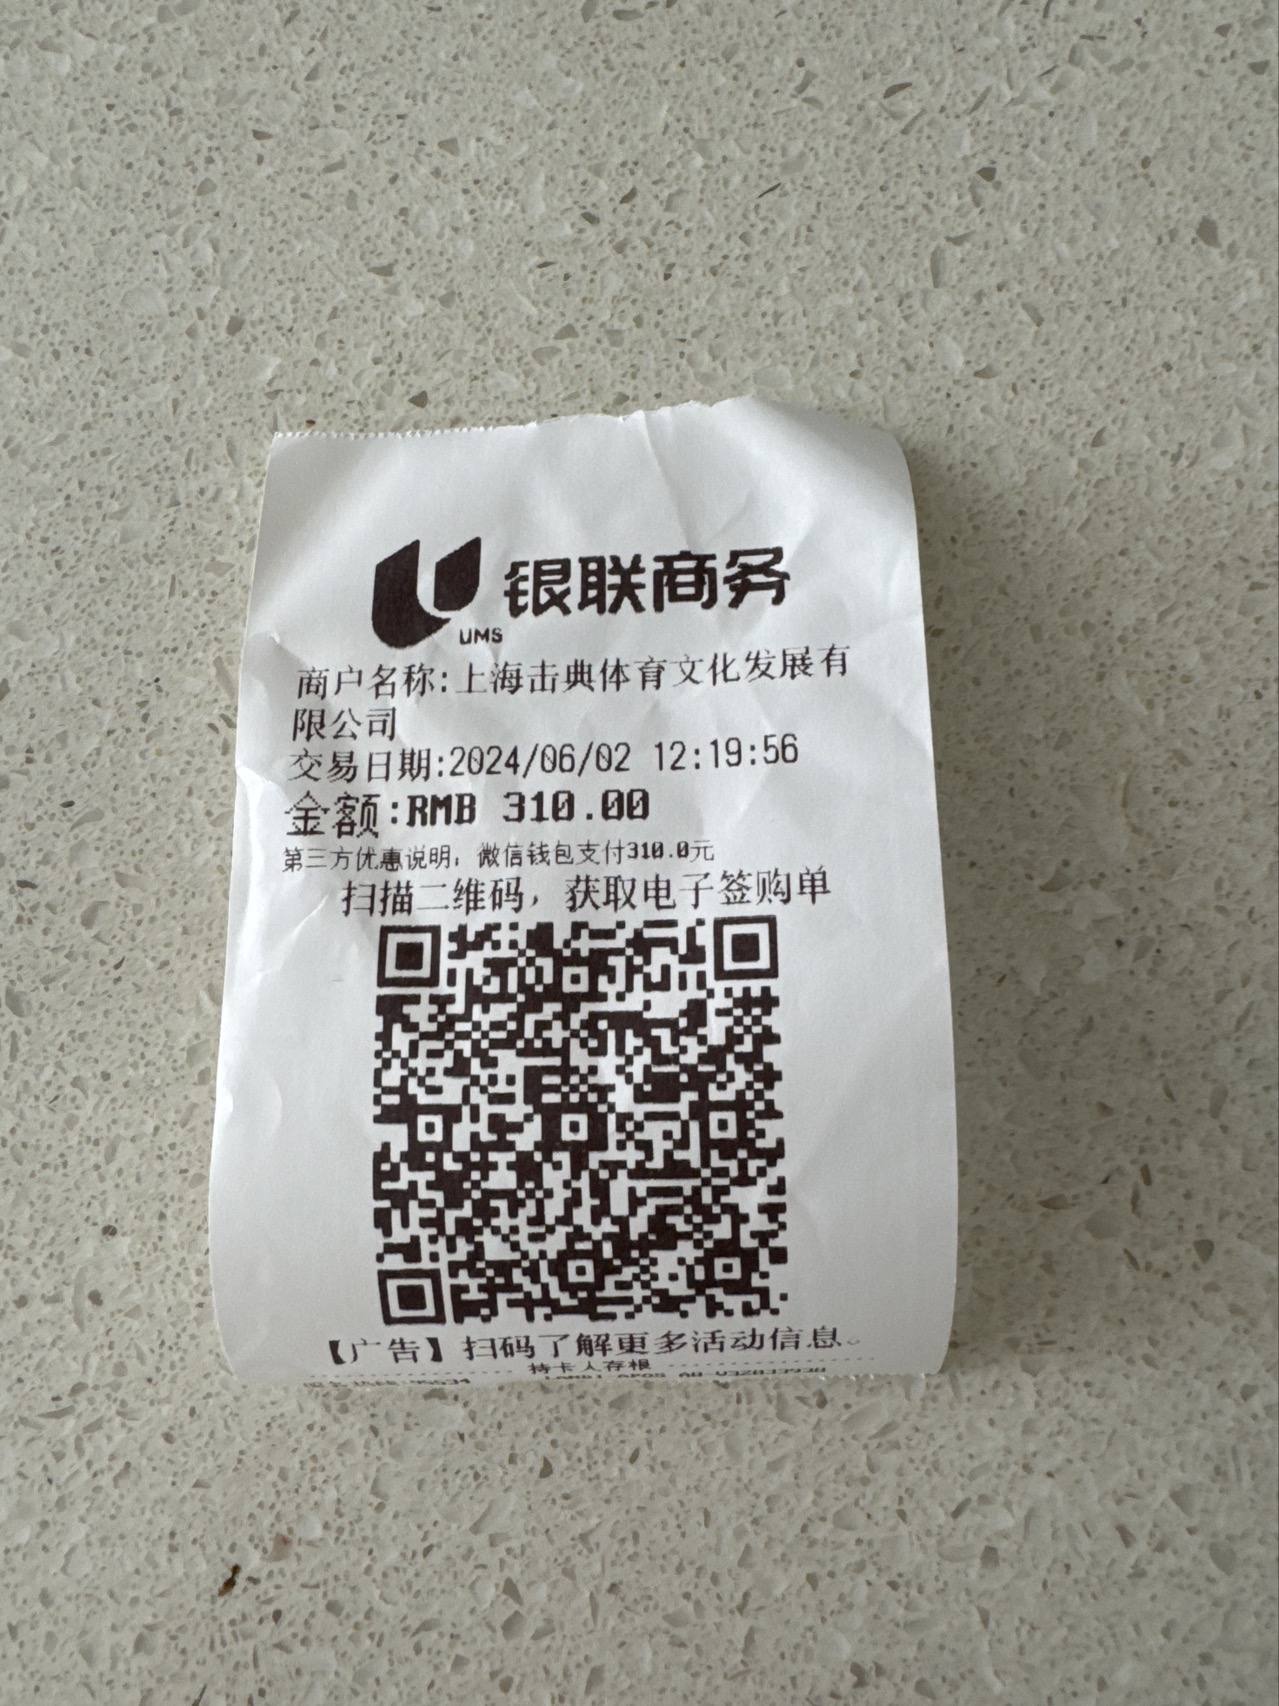 银联商务
UMS
商户名称:上海击典体育文化发展有
限公司
交易日期:2024/06/02 12:19:56
金额:RMB 310.00
第三方优惠说明：微信钱包支付310.0元
扫描二维码，获取电子签购单
【广告】扫码了解更多活动信息。
持卡人存根